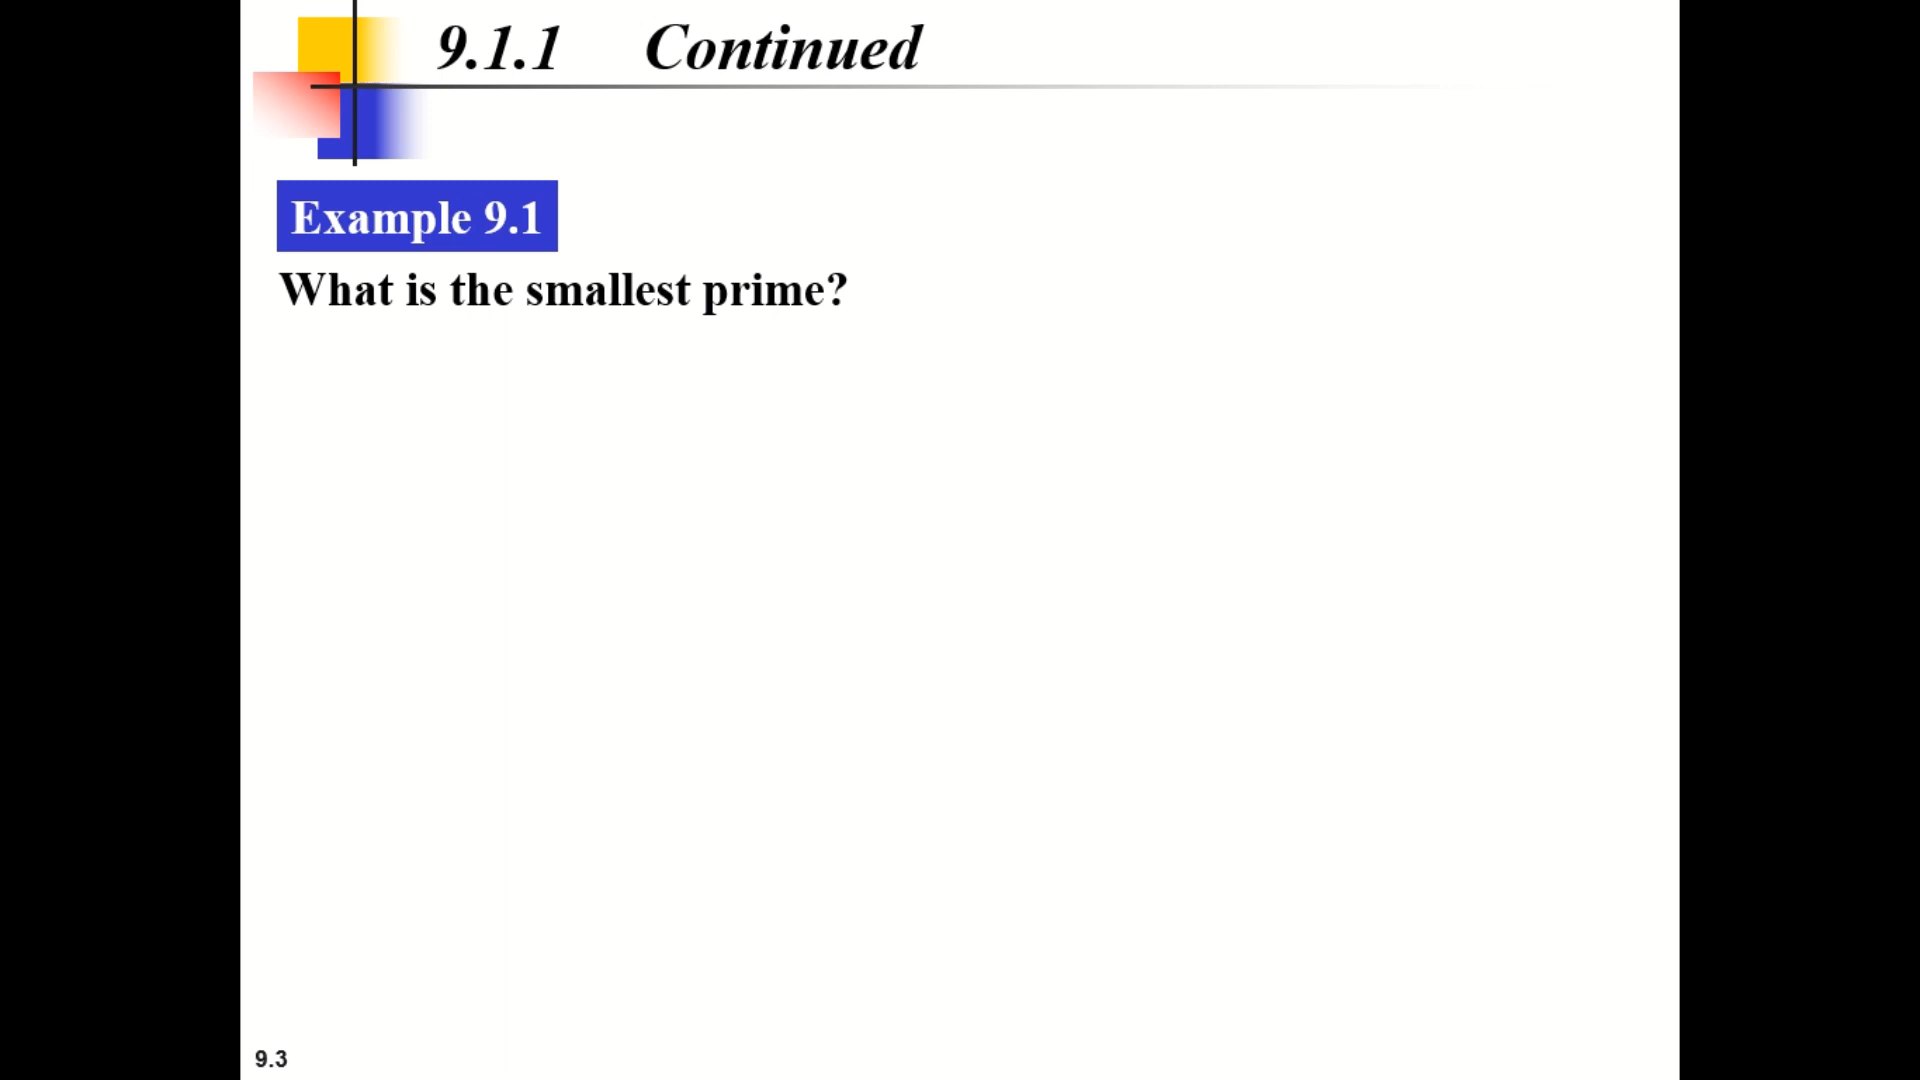 9.1.1 Continued
Example 9.1
What is the smallest prime?
9.3